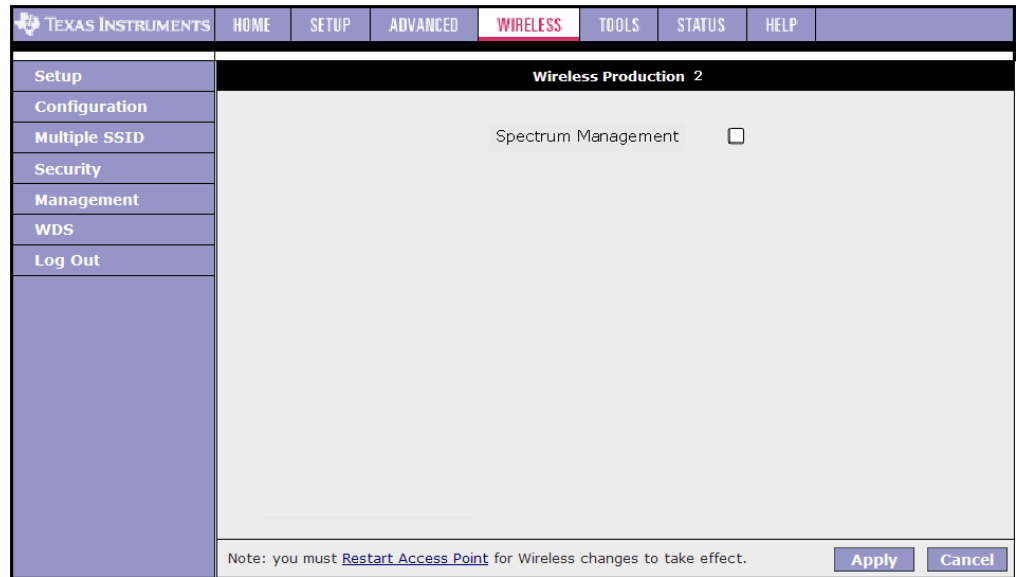 TEXAS INSTRUMENTS HOME SETUP ADVANCED WIRELESS TOOLS STATUS HELP
Setup
Configuration
Multiple SSID
Security
Management
WDS
Log Out
Wireless Production 2
Spectrum Management
Note: you must Restart Access Point for Wireless changes to take effect. Apply Cancel